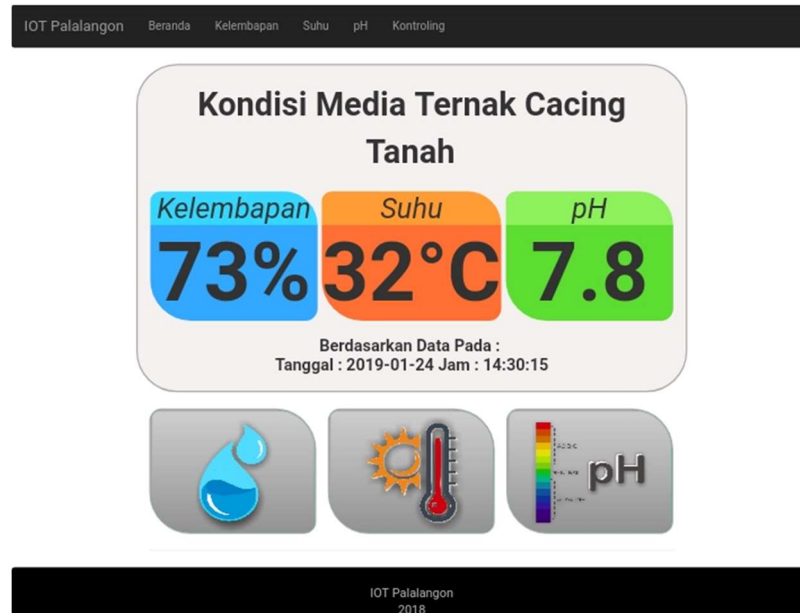 IOT Palalangon Beranda Kelembapan Suhu pH Kontroling
Kondisi Media Ternak Cacing
Tanah
Kelembapan Suhu pH
73% 32°C 7.8
Berdasarkan Data Pada :
Tanggal : 2019-01-24 Jam : 14:30:15
pH
IOT Palalangon
2018